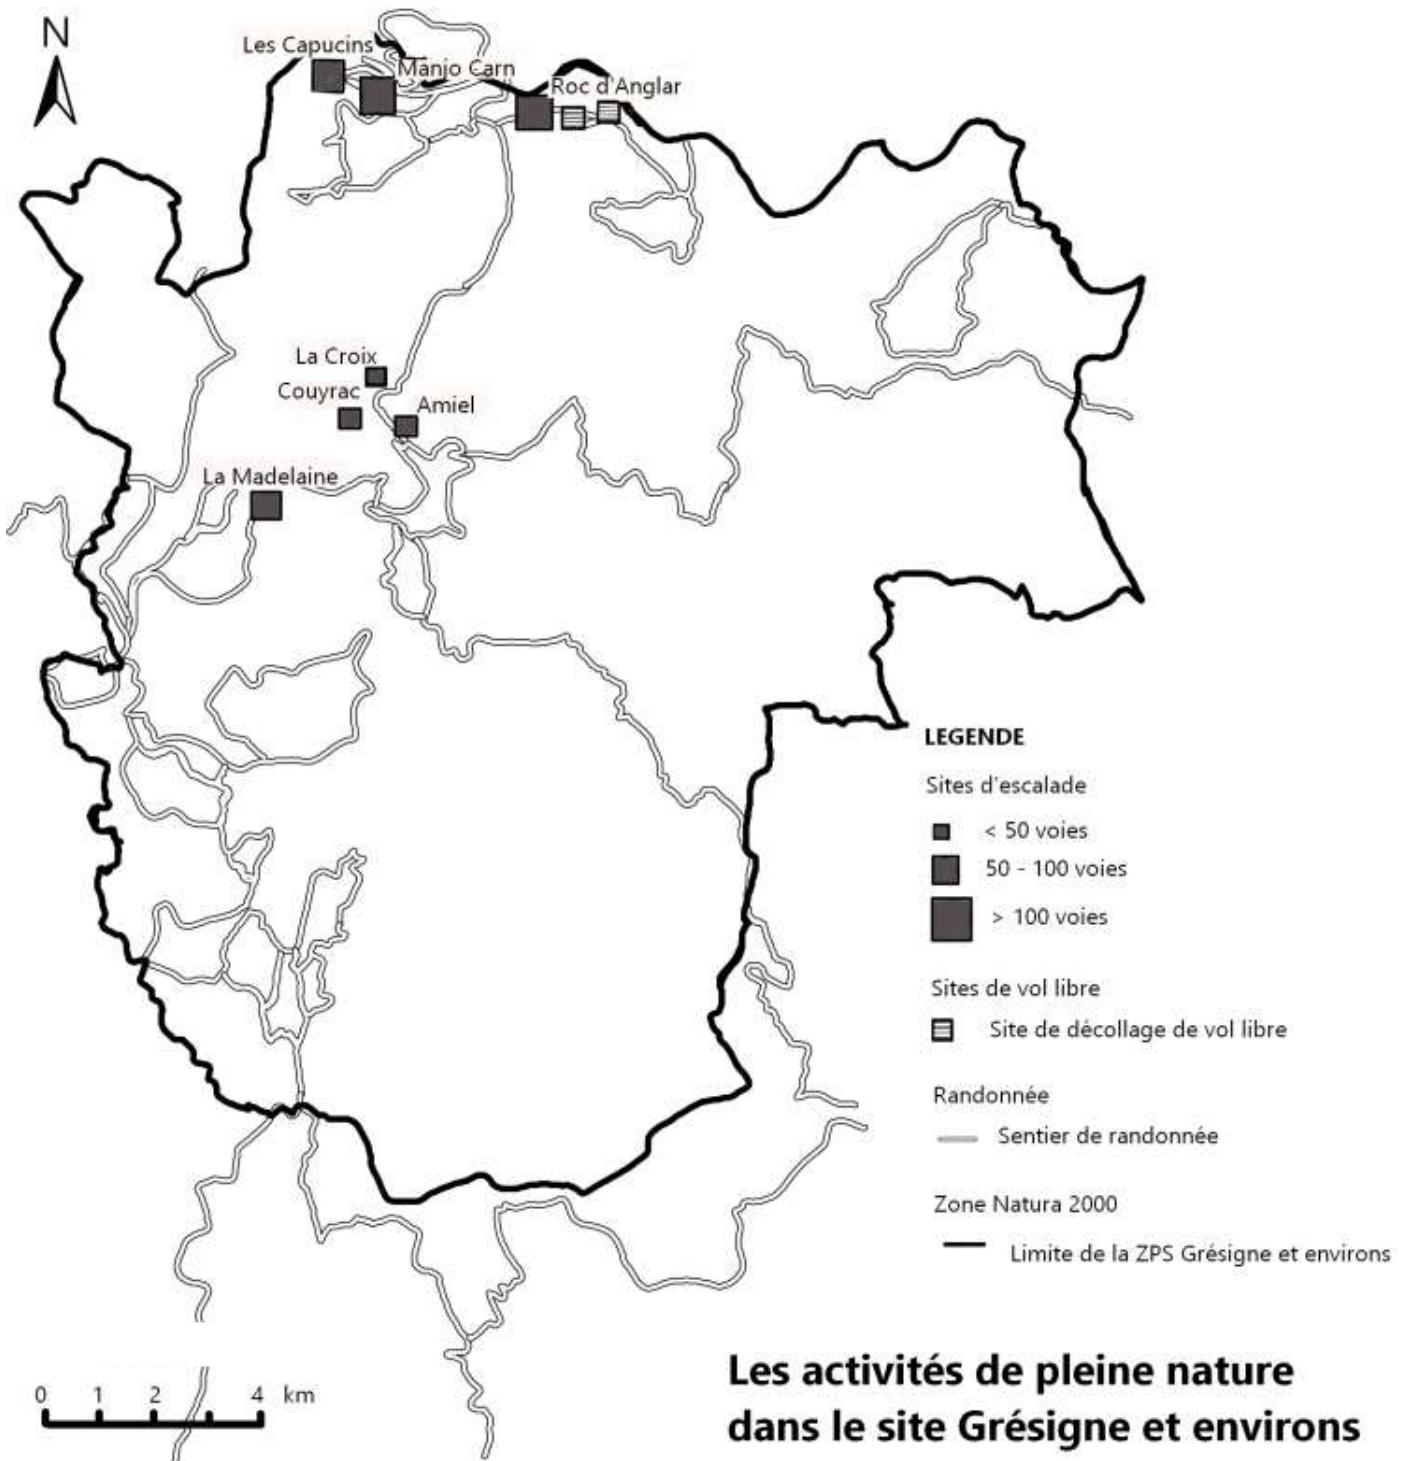 N
Les Capucins
Manjo Carn
Roc d'Anglar
La Croix
Couyrac
Amiel
La Madelaine
LEGENDE
Sites d'escalade
< 50 voies
50 - 100 voies
> 100 voies
Sites de vol libre
Site de décollage de vol libre
Randonnée
Sentier de randonnée
Zone Natura 2000
Limite de la ZPS Grésigne et environs
0 1 2 4 km
Les activités de pleine nature
dans le site Grésigne et environs